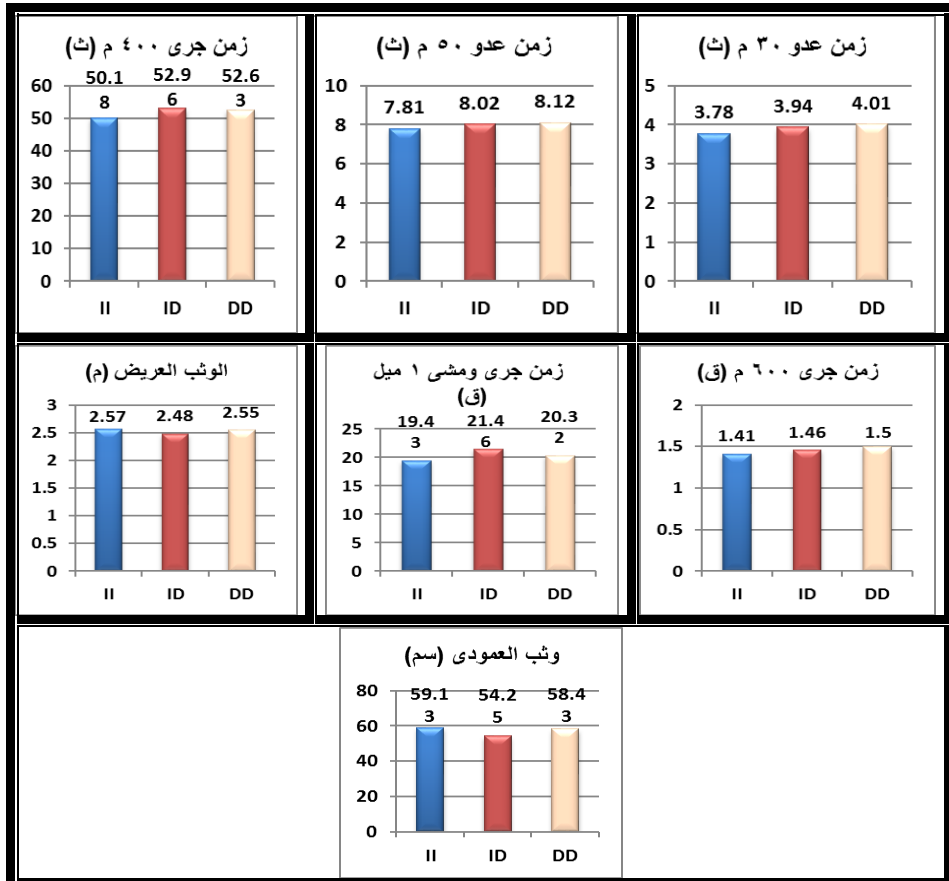 زمن عدو ٣٠ م (ث)
5
4
3
2
1
0
3.78 3.94 4.01
II ID DD
زمن عدو ٥٠ م (ث)
10
8
6
4
2
0
7.81 8.02 8.12
II ID DD
زمن جرى ٤٠٠ م (ث)
60
50
40
30
20
10
0
50.1 52.9 52.6
8 6 3
II ID DD
زمن جرى ٦٠٠ م (ق)
2
1.5
1
0.5
0
1.41 1.46 1.5
II ID DD
زمن جرى ومشى ١ ميل
(ق)
25
20
15
10
5
0
19.4 21.4 20.3
3 6 2
II ID DD
الوثب العريض (م)
3
2.5
2
1.5
1
0.5
0
2.57 2.48 2.55
II ID DD
وثب العمودى (سم)
80
60
40
20
0
59.1 54.2 58.4
3 5 3
II ID DD